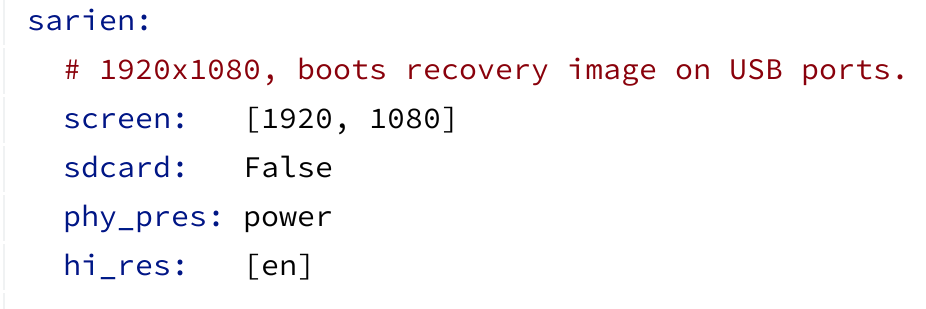 sarien:
  # 1920x1080, boots recovery image on USB ports.
  screen:   [1920, 1080]
  sdcard:   False
  phy_pres: power
  hi_res:   [en]